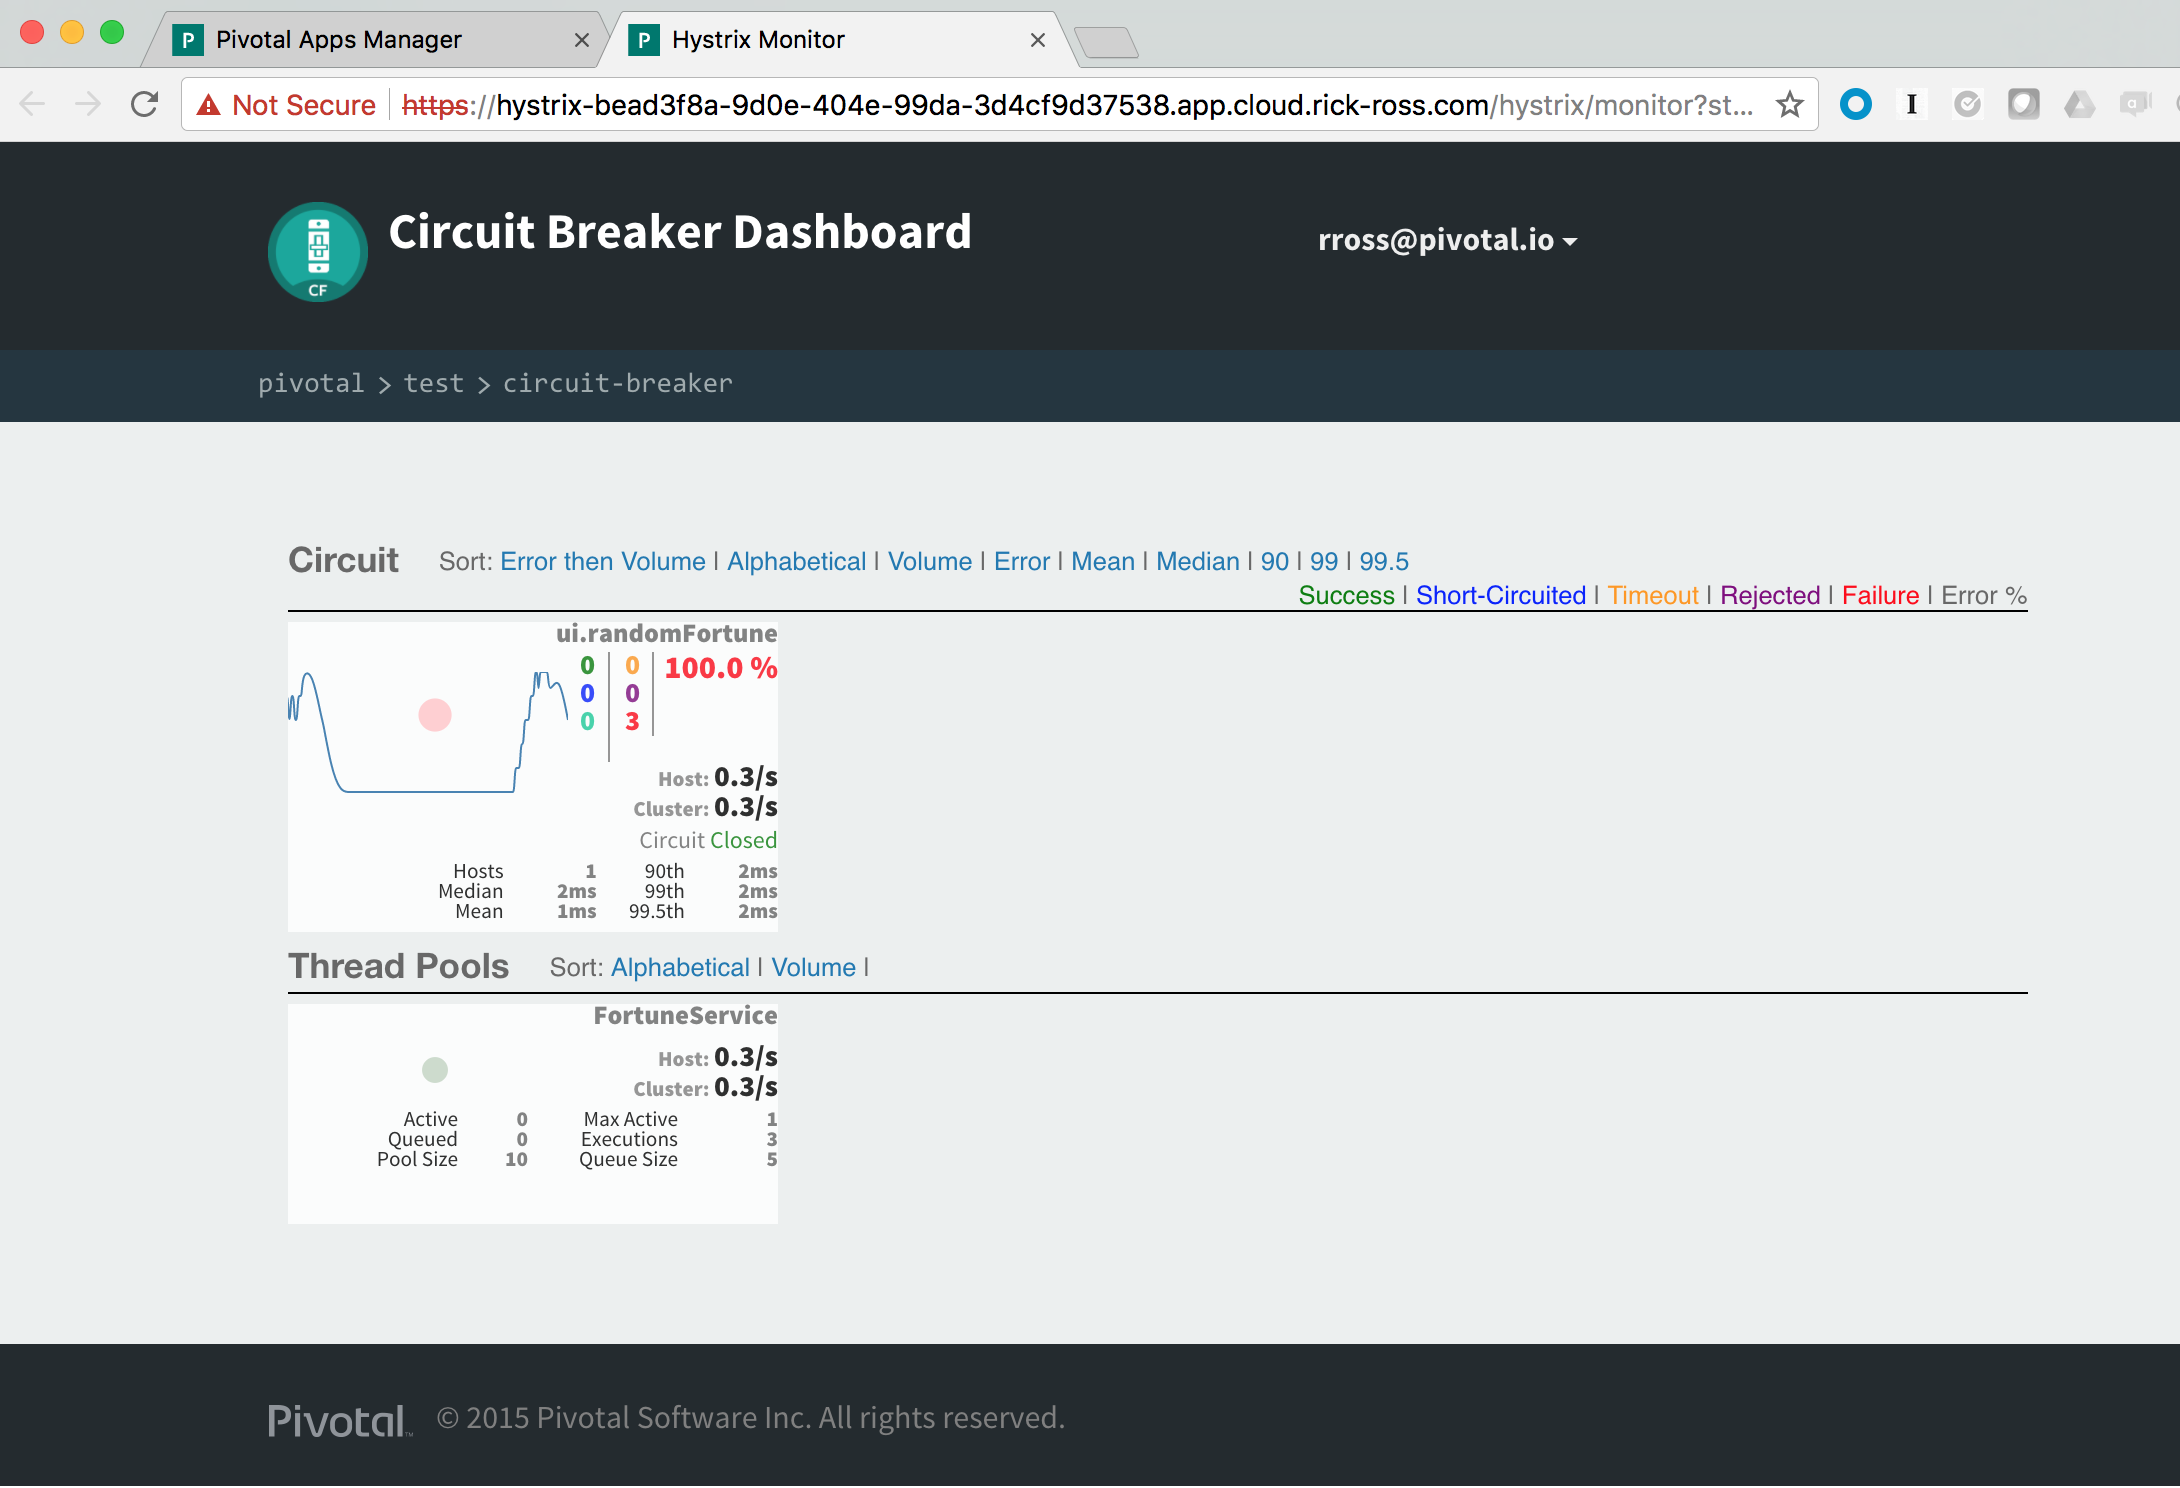 Pivotal Apps Manager
Hystrix Monitor
Not Secure https://hystrix-bead3f8a-9d0e-404e-99da-3d4cf9d37538.app.cloud.rick-ross.com/hystrix/monitor?st...
CF
Circuit Breaker Dashboard
rross@pivotal.io
pivotal > test > circuit-breaker
Circuit Sort: Error then Volume | Alphabetical | Volume | Error | Mean | Median | 90 | 99 | 99.5
Success | Short-Circuited | Timeout | Rejected | Failure | Error %
ui.randomFortune
0 0 100.0 %
0 0
0 3
Host: 0.3/s
Cluster: 0.3/s
Circuit Closed
Hosts 1 90th 2ms
Median 2ms 99th 2ms
Mean 1ms 99.5th 2ms
Thread Pools Sort: Alphabetical | Volume |
FortuneService
Host: 0.3/s
Cluster: 0.3/s
Active 0 Max Active 1
Queued 0 Executions 3
Pool Size 10 Queue Size 5
Pivotal™ © 2015 Pivotal Software Inc. All rights reserved.